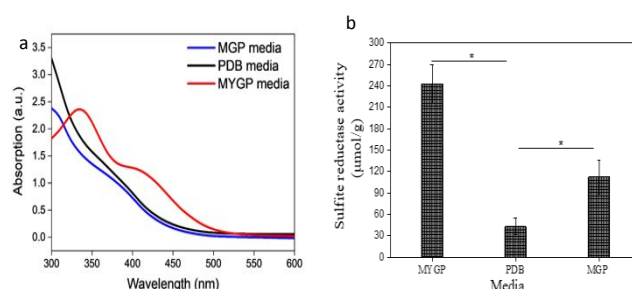 a
3.5
3.0
2.5
2.0
1.5
1.0
0.5
0.0
Absorption (a.u.)
MGP media
PDB media
MYGP media
300 350 400 450 500 550 600
Wavelength (nm)
b
300
270
240
210
180
150
120
90
60
30
0
Sulfite reductase activity
(μmol/g)
*
*
MYGP PDB MGP
Media